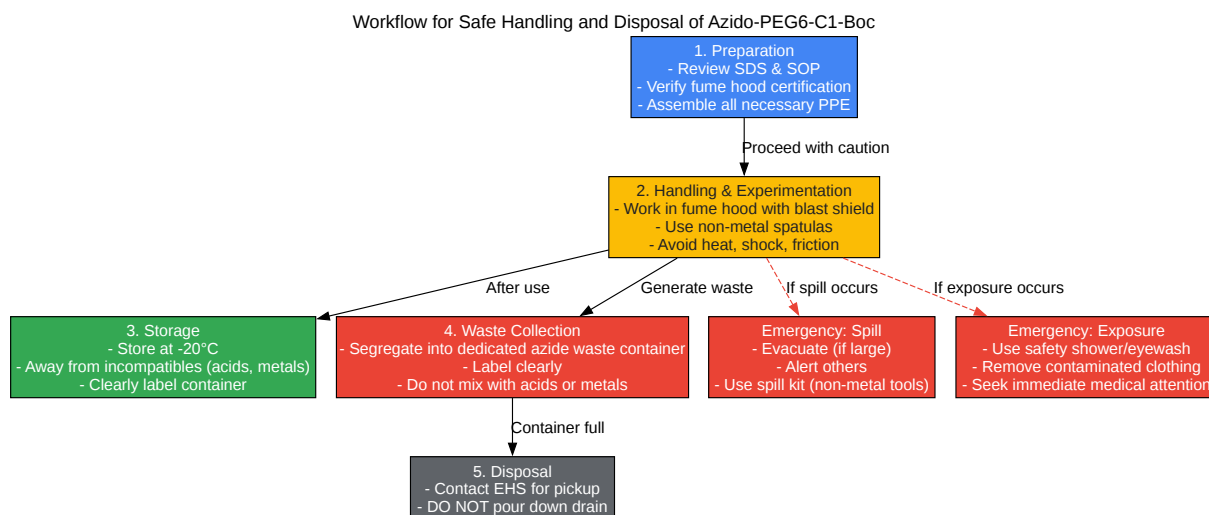 Workflow for Safe Handling and Disposal of Azido-PEG6-C1-Boc
1. Preparation
- Review SDS & SOP
- Verify fume hood certification
- Assemble all necessary PPE
Proceed with caution
2. Handling & Experimentation
- Work in fume hood with blast shield
- Use non-metal spatulas
- Avoid heat, shock, friction
After use
Generate waste
If spill occurs
If exposure occurs
3. Storage
- Store at -20°C
- Away from incompatibles (acids, metals)
- Clearly label container
4. Waste Collection
- Segregate into dedicated azide waste container
- Label clearly
- Do not mix with acids or metals
Emergency: Spill
- Evacuate (if large)
- Alert others
- Use spill kit (non-metal tools)
Emergency: Exposure
- Use safety shower/eyewash
- Remove contaminated clothing
- Seek immediate medical attention
Container full
5. Disposal
- Contact EHS for pickup
- DO NOT pour down drain